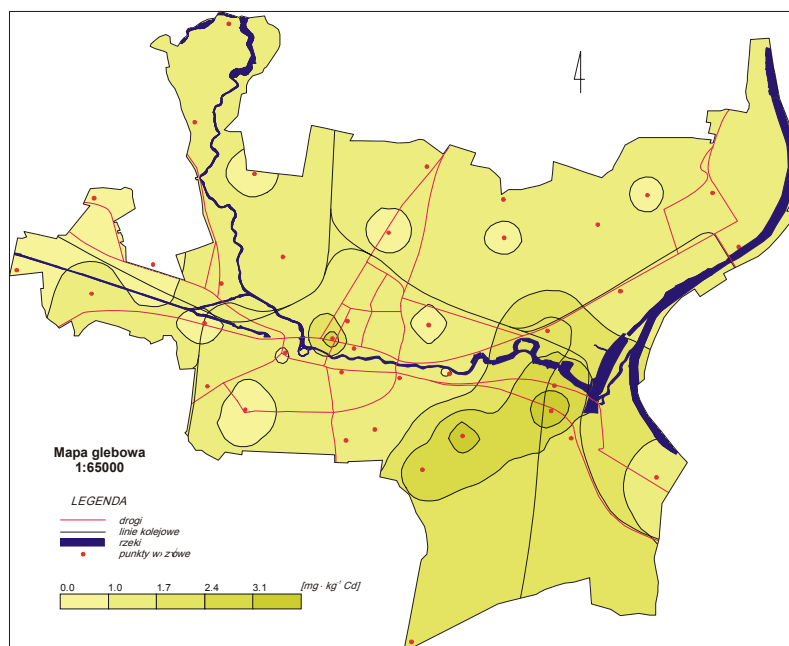 Mapa glebowa
1:65000
LEGENDA
drogi
linie kolejowe
rzeki
punkty
0.0 1.0 1.7 2.4 3.1 [mg · kg⁻¹ Cd]